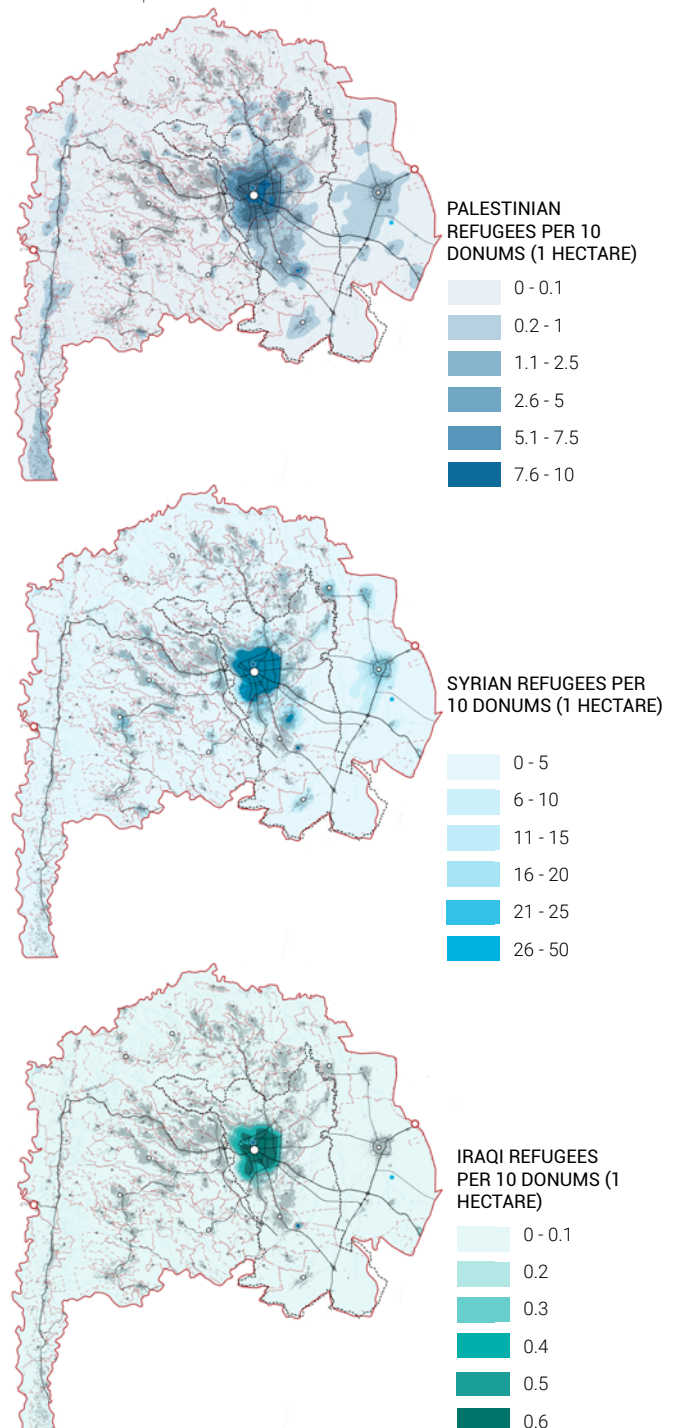 PALESTINIAN
REFUGEES PER 10
DONUMS (1 HECTARE)
0 - 0.1
0.2 - 1
1.1 - 2.5
2.6 - 5
5.1 - 7.5
7.6 - 10
SYRIAN REFUGEES PER
10 DONUMS (1 HECTARE)
0 - 5
6 - 10
11 - 15
16 - 20
21 - 25
26 - 50
IRAQI REFUGEES
PER 10 DONUMS (1
HECTARE)
0 - 0.1
0.2
0.3
0.4
0.5
0.6